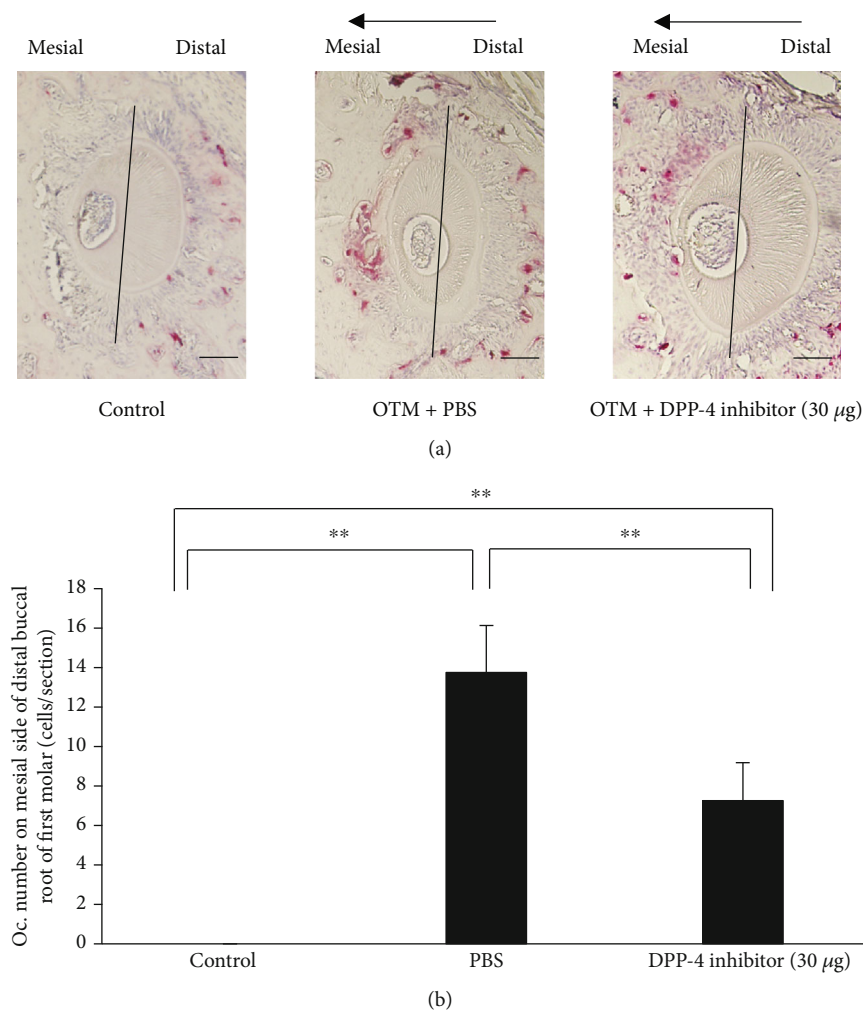 Mesial Distal
Mesial Distal
Mesial Distal
Control
OTM + PBS
OTM + DPP-4 inhibitor (30 μg)
(a)
**
**
**
Oc. number on mesial side of distal buccal
root of first molar (cells/section)
18
16
14
12
10
8
6
4
2
0
Control
PBS
DPP-4 inhibitor (30 μg)
(b)